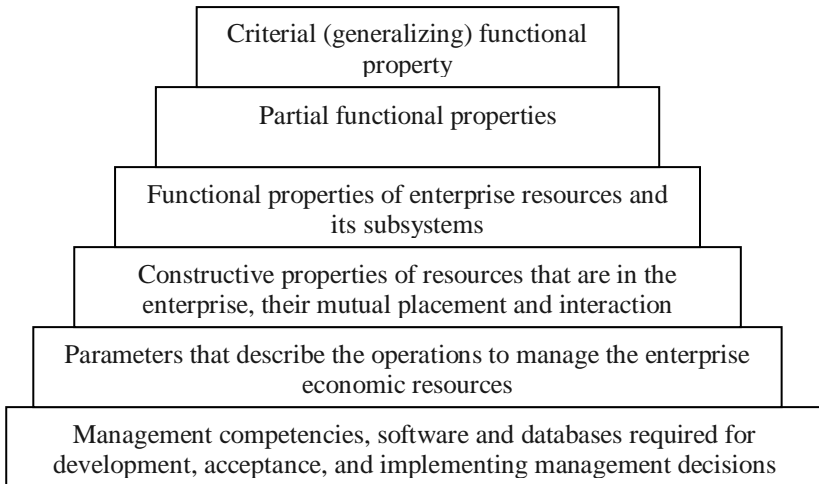 Criterial (generalizing) functional
property
Partial functional properties
Functional properties of enterprise resources and
its subsystems
Constructive properties of resources that are in the
enterprise, their mutual placement and interaction
Parameters that describe the operations to manage the enterprise
economic resources
Management competencies, software and databases required for
development, acceptance, and implementing management decisions